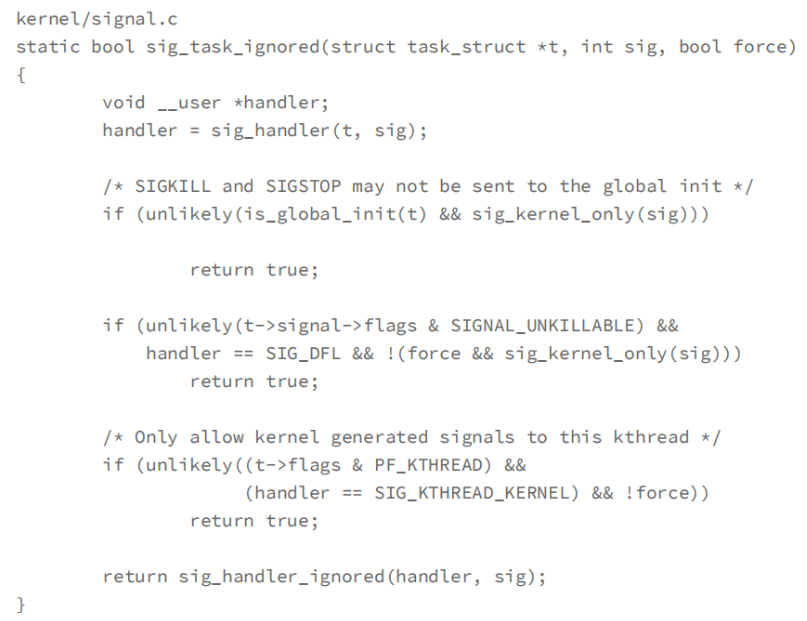 kernel/signal.c
static bool sig_task_ignored(struct task_struct *t, int sig, bool force)
{
        void __user *handler;
        handler = sig_handler(t, sig);

        /* SIGKILL and SIGSTOP may not be sent to the global init */
        if (unlikely(is_global_init(t) && sig_kernel_only(sig)))

                return true;

        if (unlikely(t->signal->flags & SIGNAL_UNKILLABLE) &&
            handler == SIG_DFL && !(force && sig_kernel_only(sig)))
                return true;

        /* Only allow kernel generated signals to this kthread */
        if (unlikely((t->flags & PF_KTHREAD) &&
                     (handler == SIG_KTHREAD_KERNEL) && !force))
                return true;

        return sig_handler_ignored(handler, sig);
}